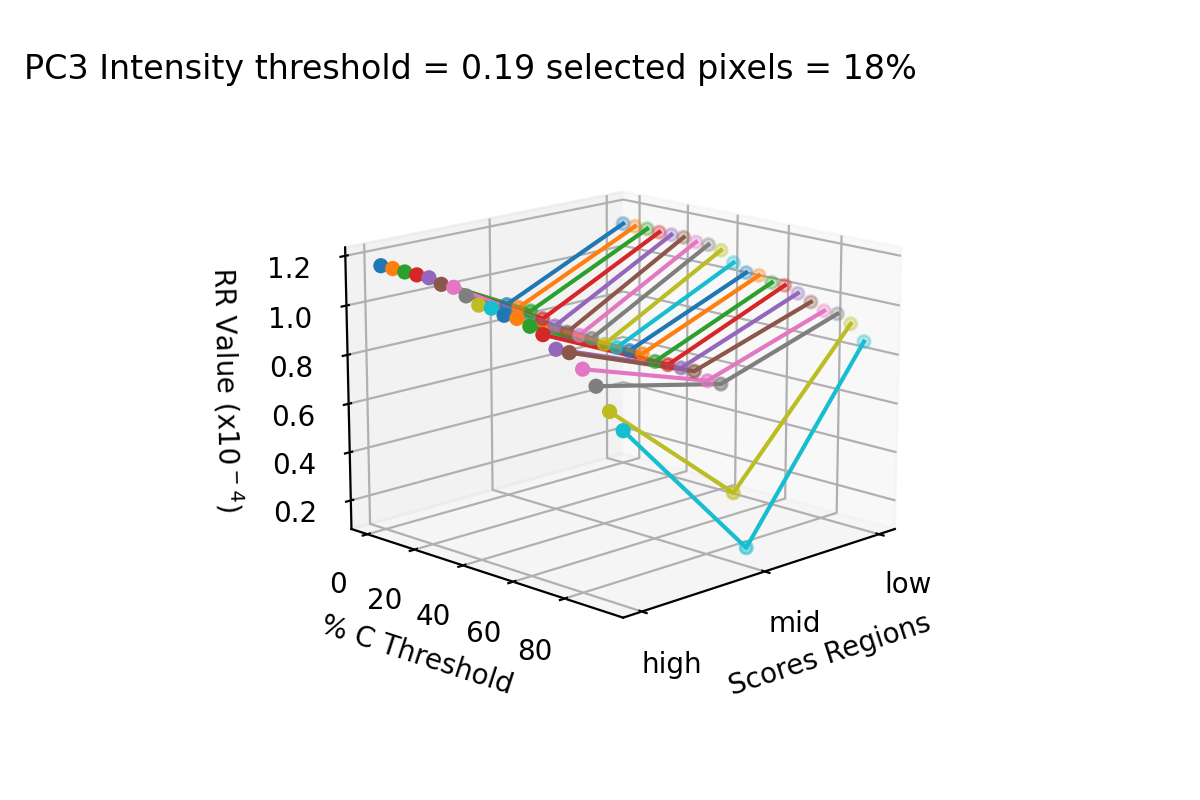 PC3 Intensity threshold = 0.19 selected pixels = 18%
RR Value (x10⁻⁴)
1.2
1.0
0.8
0.6
0.4
0.2
0
20
40
60
80
% C Threshold
high
mid
low
Scores Regions